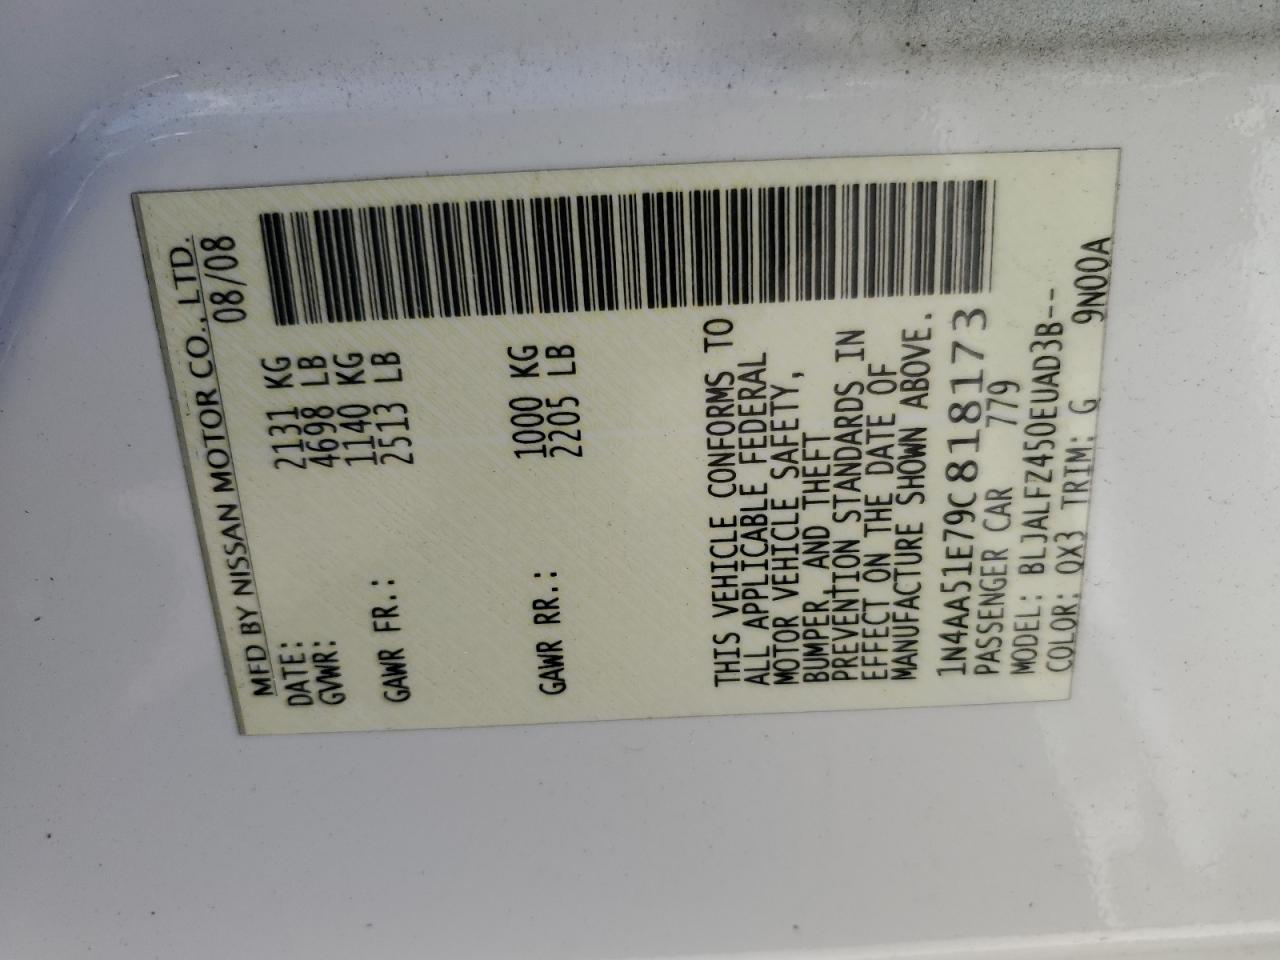 MFD BY NISSAN MOTOR CO., LTD.
DATE: 08/08
GVWR: 2131 KG
4698 LB
GAWR FR.: 1140 KG
2513 LB
GAWR RR.: 1000 KG
2205 LB
THIS VEHICLE CONFORMS TO
ALL APPLICABLE FEDERAL
MOTOR VEHICLE SAFETY,
BUMPER, AND THEFT
PREVENTION STANDARDS IN
EFFECT ON THE DATE OF
MANUFACTURE SHOWN ABOVE.
1N4AA51E79C818173
PASSENGER CAR 779
MODEL: BLJALFZ450EUAD3B--
COLOR: QX3 TRIM: G 9N00A